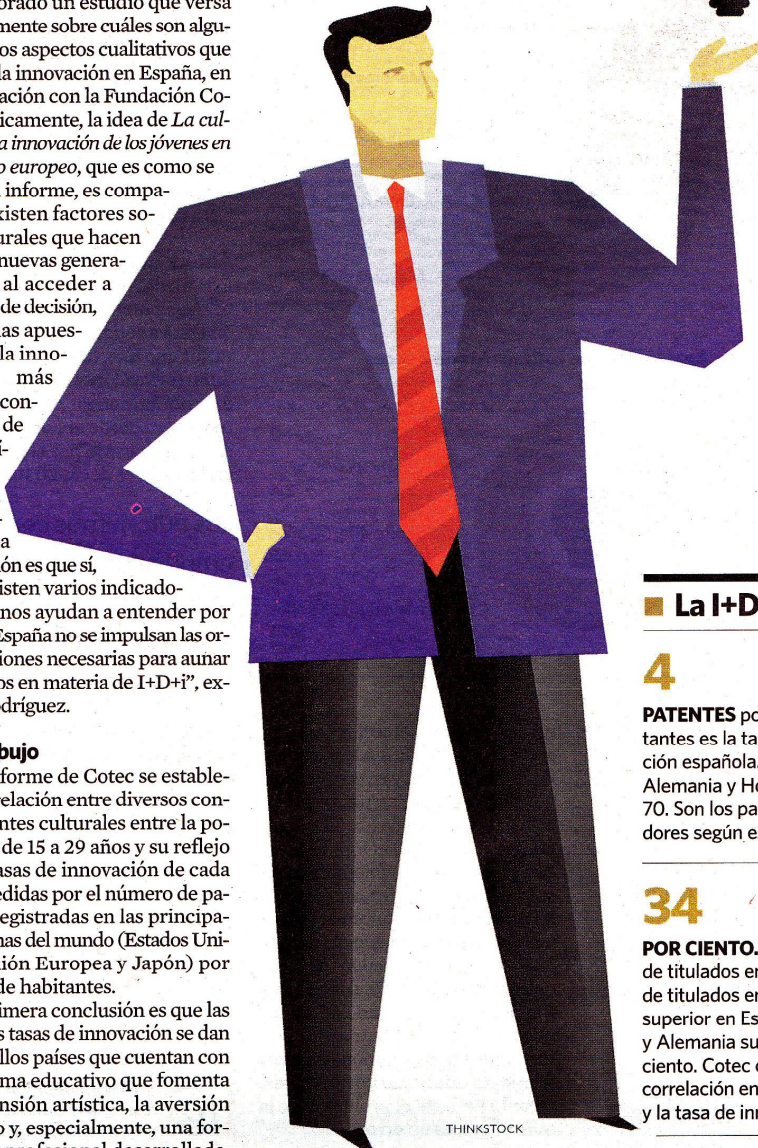 orado un estudio que versa
mente sobre cuáles son algu-
os aspectos cualitativos que
la innovación en España, en
ación con la Fundación Co-
icamente, la idea de La cul-
a innovación de los jóvenes en
o europeo, que es como se
informe, es compa-
xisten factores so-
urales que hacen
nuevas genera-
al acceder a
de decisión,
as apues-
la inno-
más
con-
de
í-
-
a
ón es que sí,
isten varios indicado-
nos ayudan a entender por
España no se impulsan las or-
iones necesarias para aunar
os en materia de I+D+i”, ex-
odríguez.
bujo
forme de Cotec se estable-
relación entre diversos con-
ntes culturales entre la po-
de 15 a 29 años y su reflejo
asas de innovación de cada
edidas por el número de pa-
egistradas en las principa-
nas del mundo (Estados Uni-
ión Europea y Japón) por
de habitantes.
imera conclusión es que las
s tasas de innovación se dan
llos países que cuentan con
ma educativo que fomenta
nsión artística, la aversión
o y, especialmente, una for-
profesional desarrollada
THINKSTOCK
La I+D
4
PATENTES po
tantes es la ta
ción española.
Alemania y Ho
70. Son los pa
dores según e
34
POR CIENTO.
de titulados en
de titulados en
superior en Es
y Alemania su
ciento. Cotec
correlación en
y la tasa de in